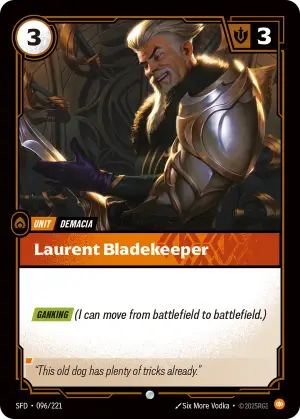 3
3
UNIT DEMACIA
Laurent Bladekeeper
GANKING (I can move from battlefield to battlefield.)
"This old dog has plenty of tricks already."
SFD • 096/221 Six More Vodka • ©2025RGI